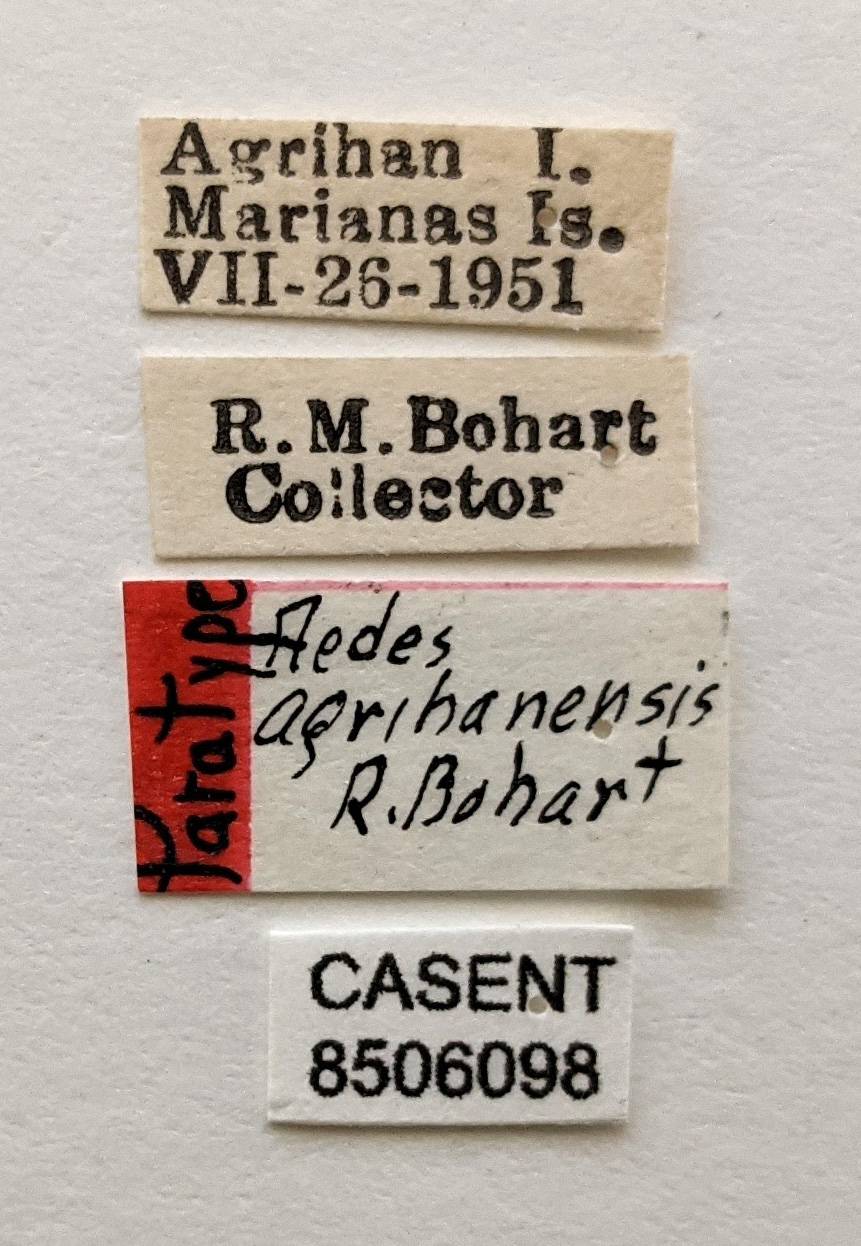 Agrihan I.
Marianas Is.
VII-26-1951
R. M. Bohart
Collector
Paratype
Aedes
agrihanensis
R. Bohart
CASENT
8506098